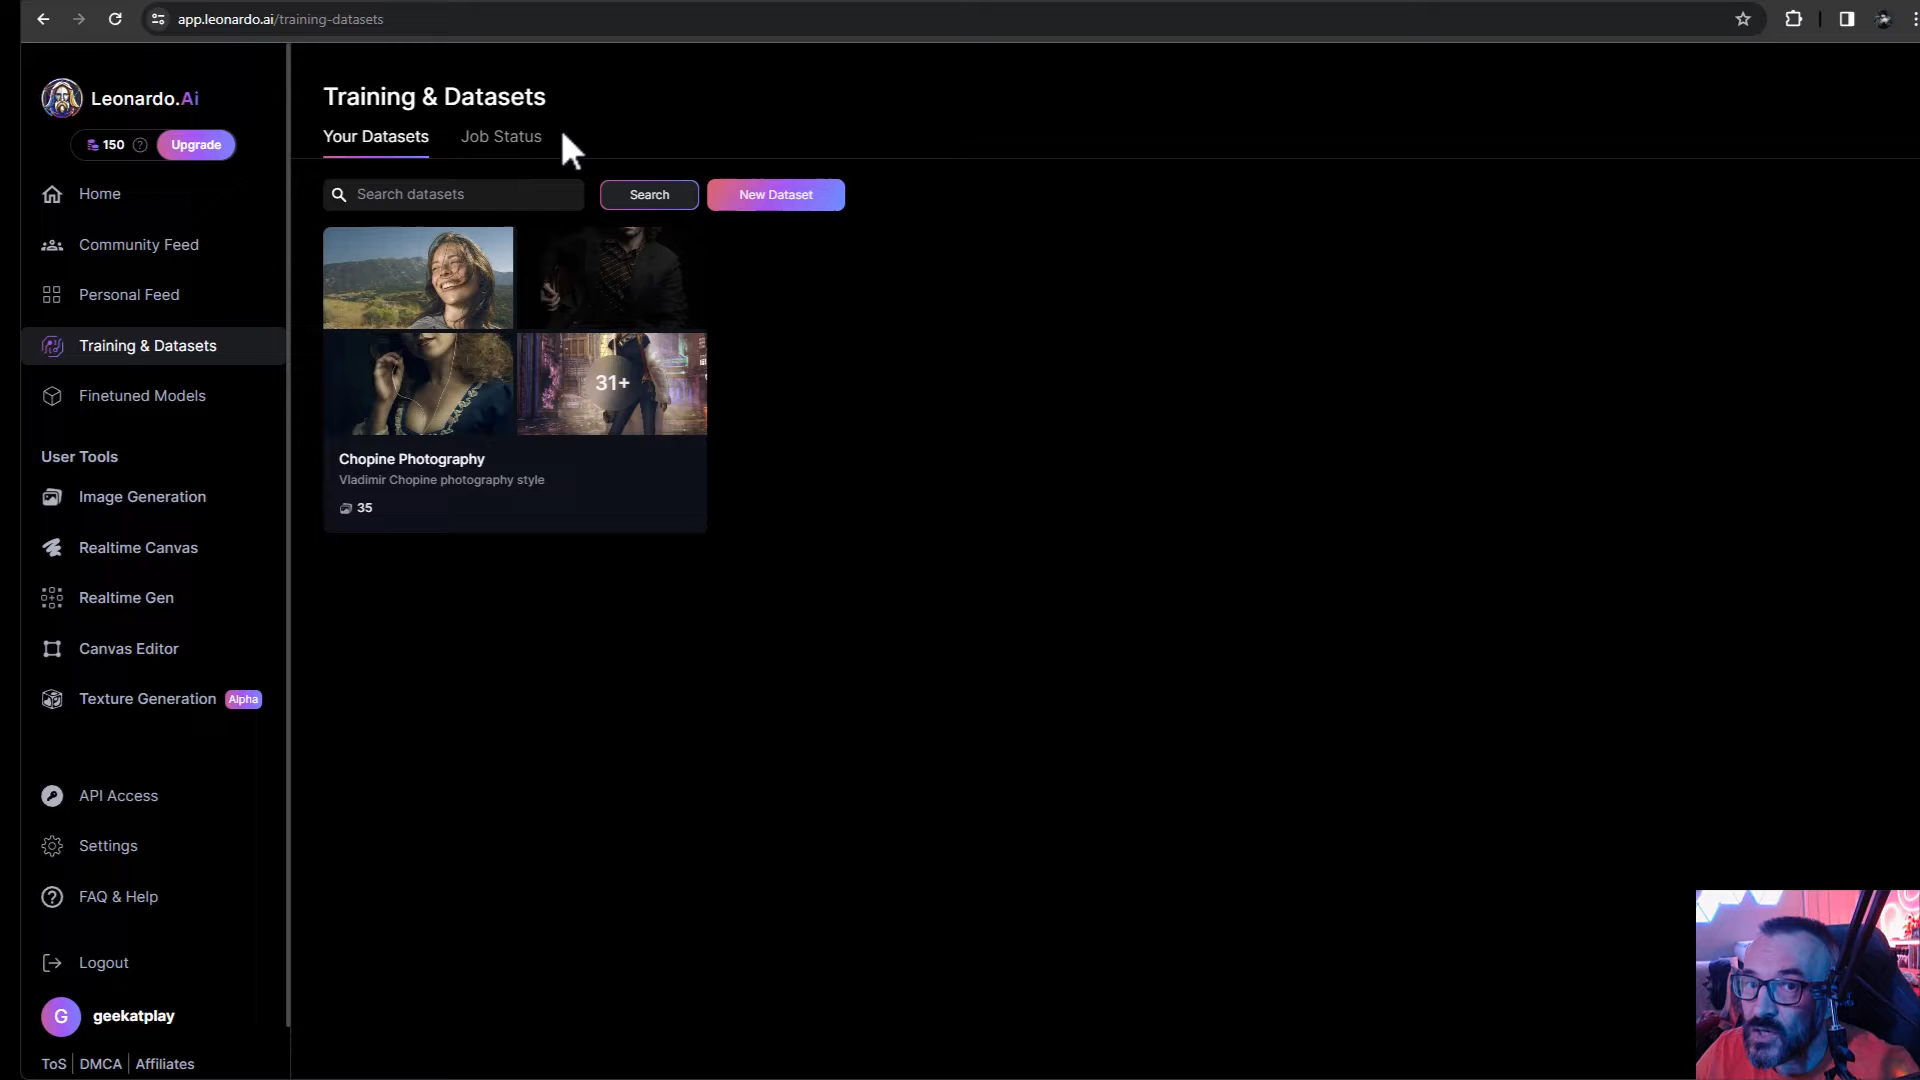 app.leonardo.ai/training-datasets
Leonardo.Ai
150 ? Upgrade
Home
Community Feed
Personal Feed
Training & Datasets
Finetuned Models
User Tools
Image Generation
Realtime Canvas
Realtime Gen
Canvas Editor
Texture Generation Alpha
API Access
Settings
? FAQ & Help
Logout
G geekatplay
ToS | DMCA | Affiliates
Training & Datasets
Your Datasets Job Status
Search datasets Search New Dataset
31+
Chopine Photography
Vladimir Chopine photography style
35